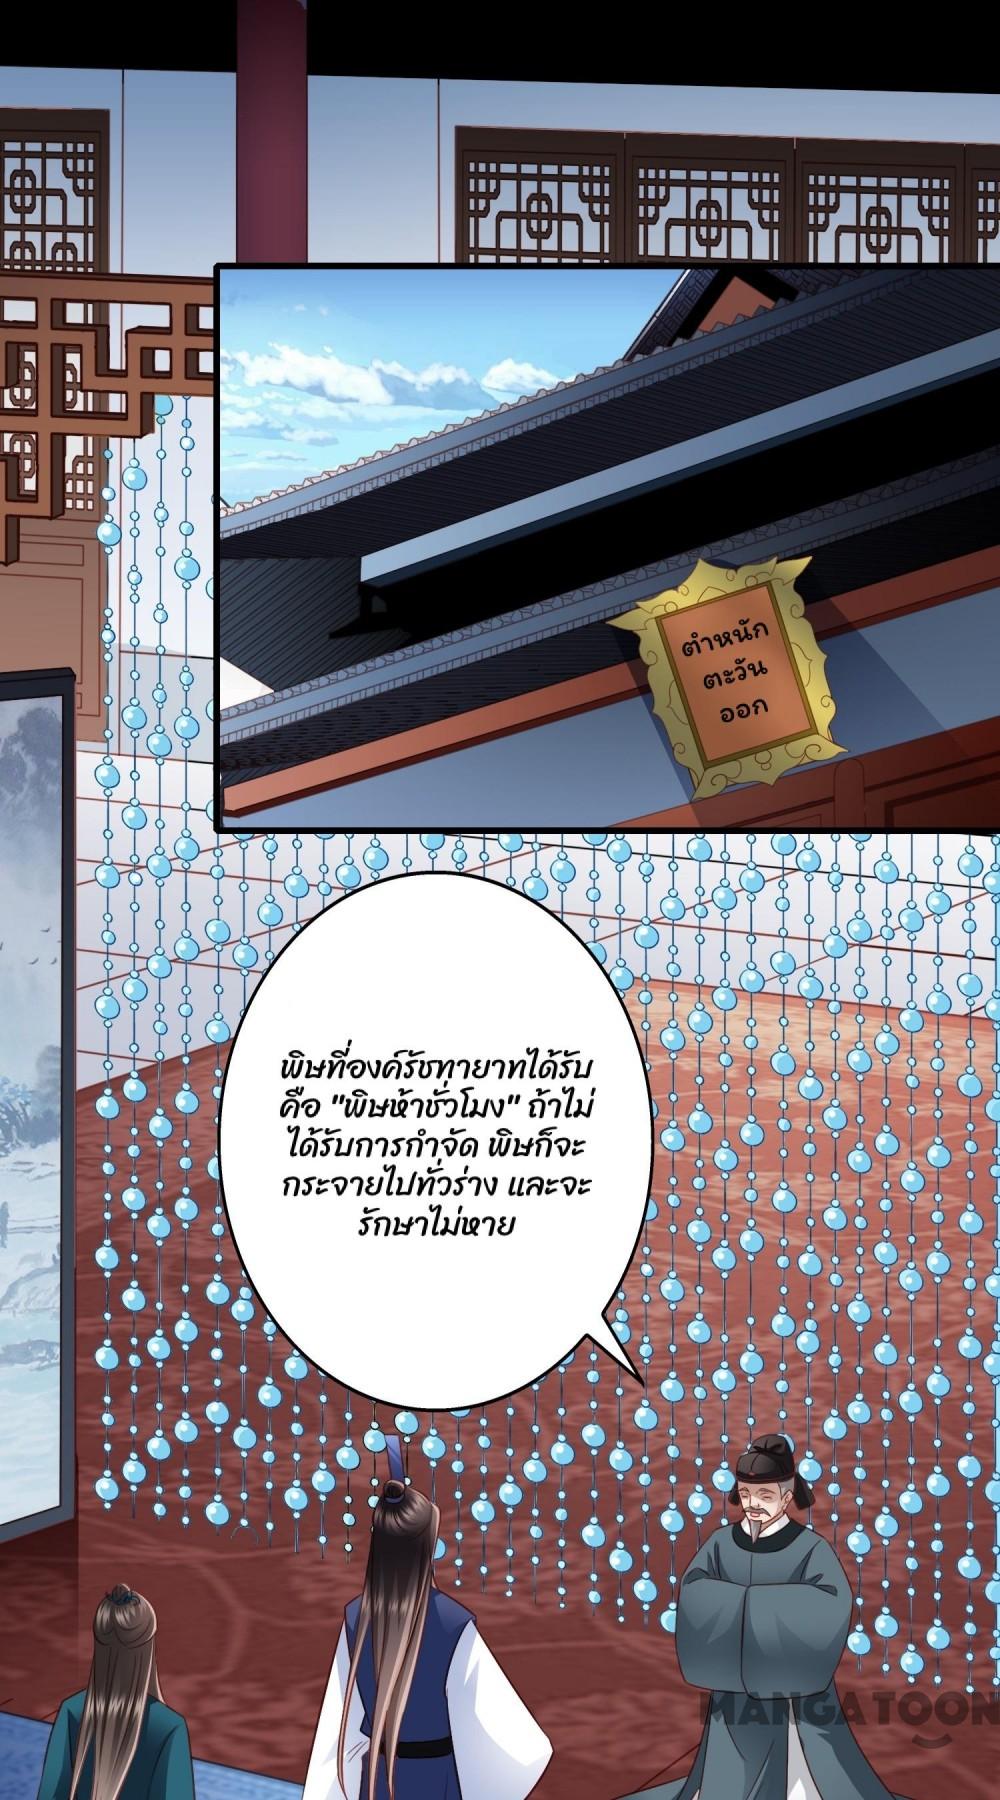 ตำหนัก
ตะวัน
ออก
พิษที่องค์รัชทายาทได้รับ
คือ "พิษห้าชั่วโมง" ถ้าไม่
ได้รับการกำจัด พิษก็จะ
กระจายไปทั่วร่าง และจะ
รักษาไม่หาย
MANGATOON